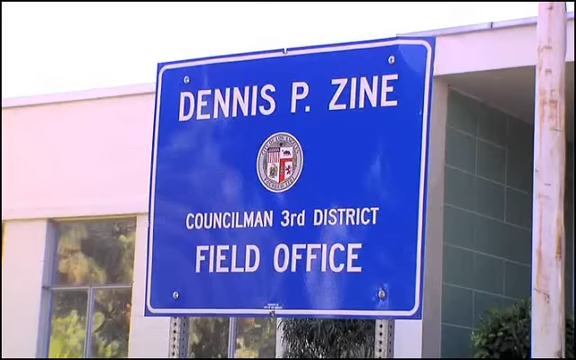 DENNIS P. ZINE
COUNCILMAN 3rd DISTRICT
FIELD OFFICE